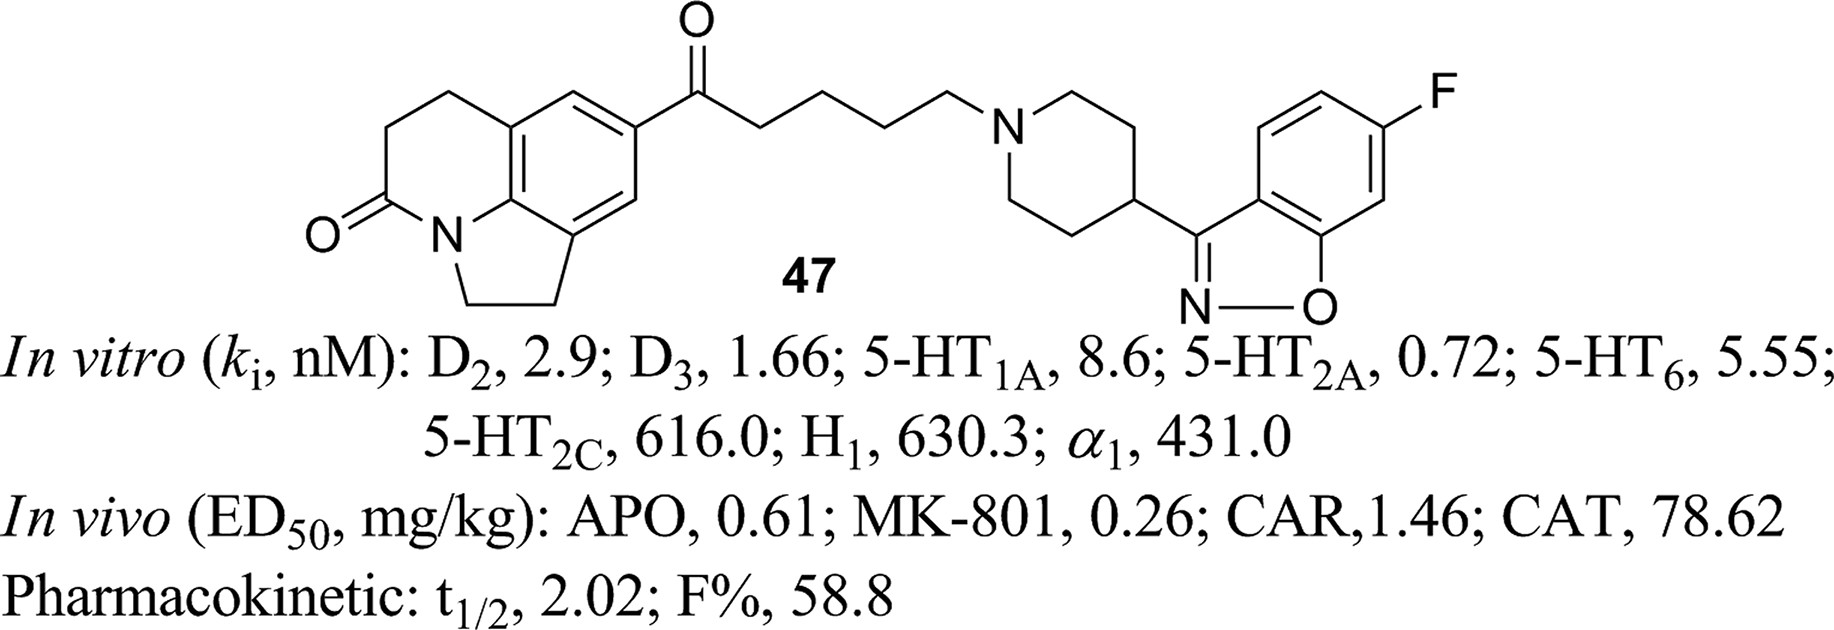 O
F
N
O
N
47
N
O
In vitro (kᵢ, nM): D₂, 2.9; D₃, 1.66; 5-HT₁A, 8.6; 5-HT₂A, 0.72; 5-HT₆, 5.55;
5-HT₂C, 616.0; H₁, 630.3; α₁, 431.0
In vivo (ED₅₀, mg/kg): APO, 0.61; MK-801, 0.26; CAR,1.46; CAT, 78.62
Pharmacokinetic: t₁/₂, 2.02; F%, 58.8